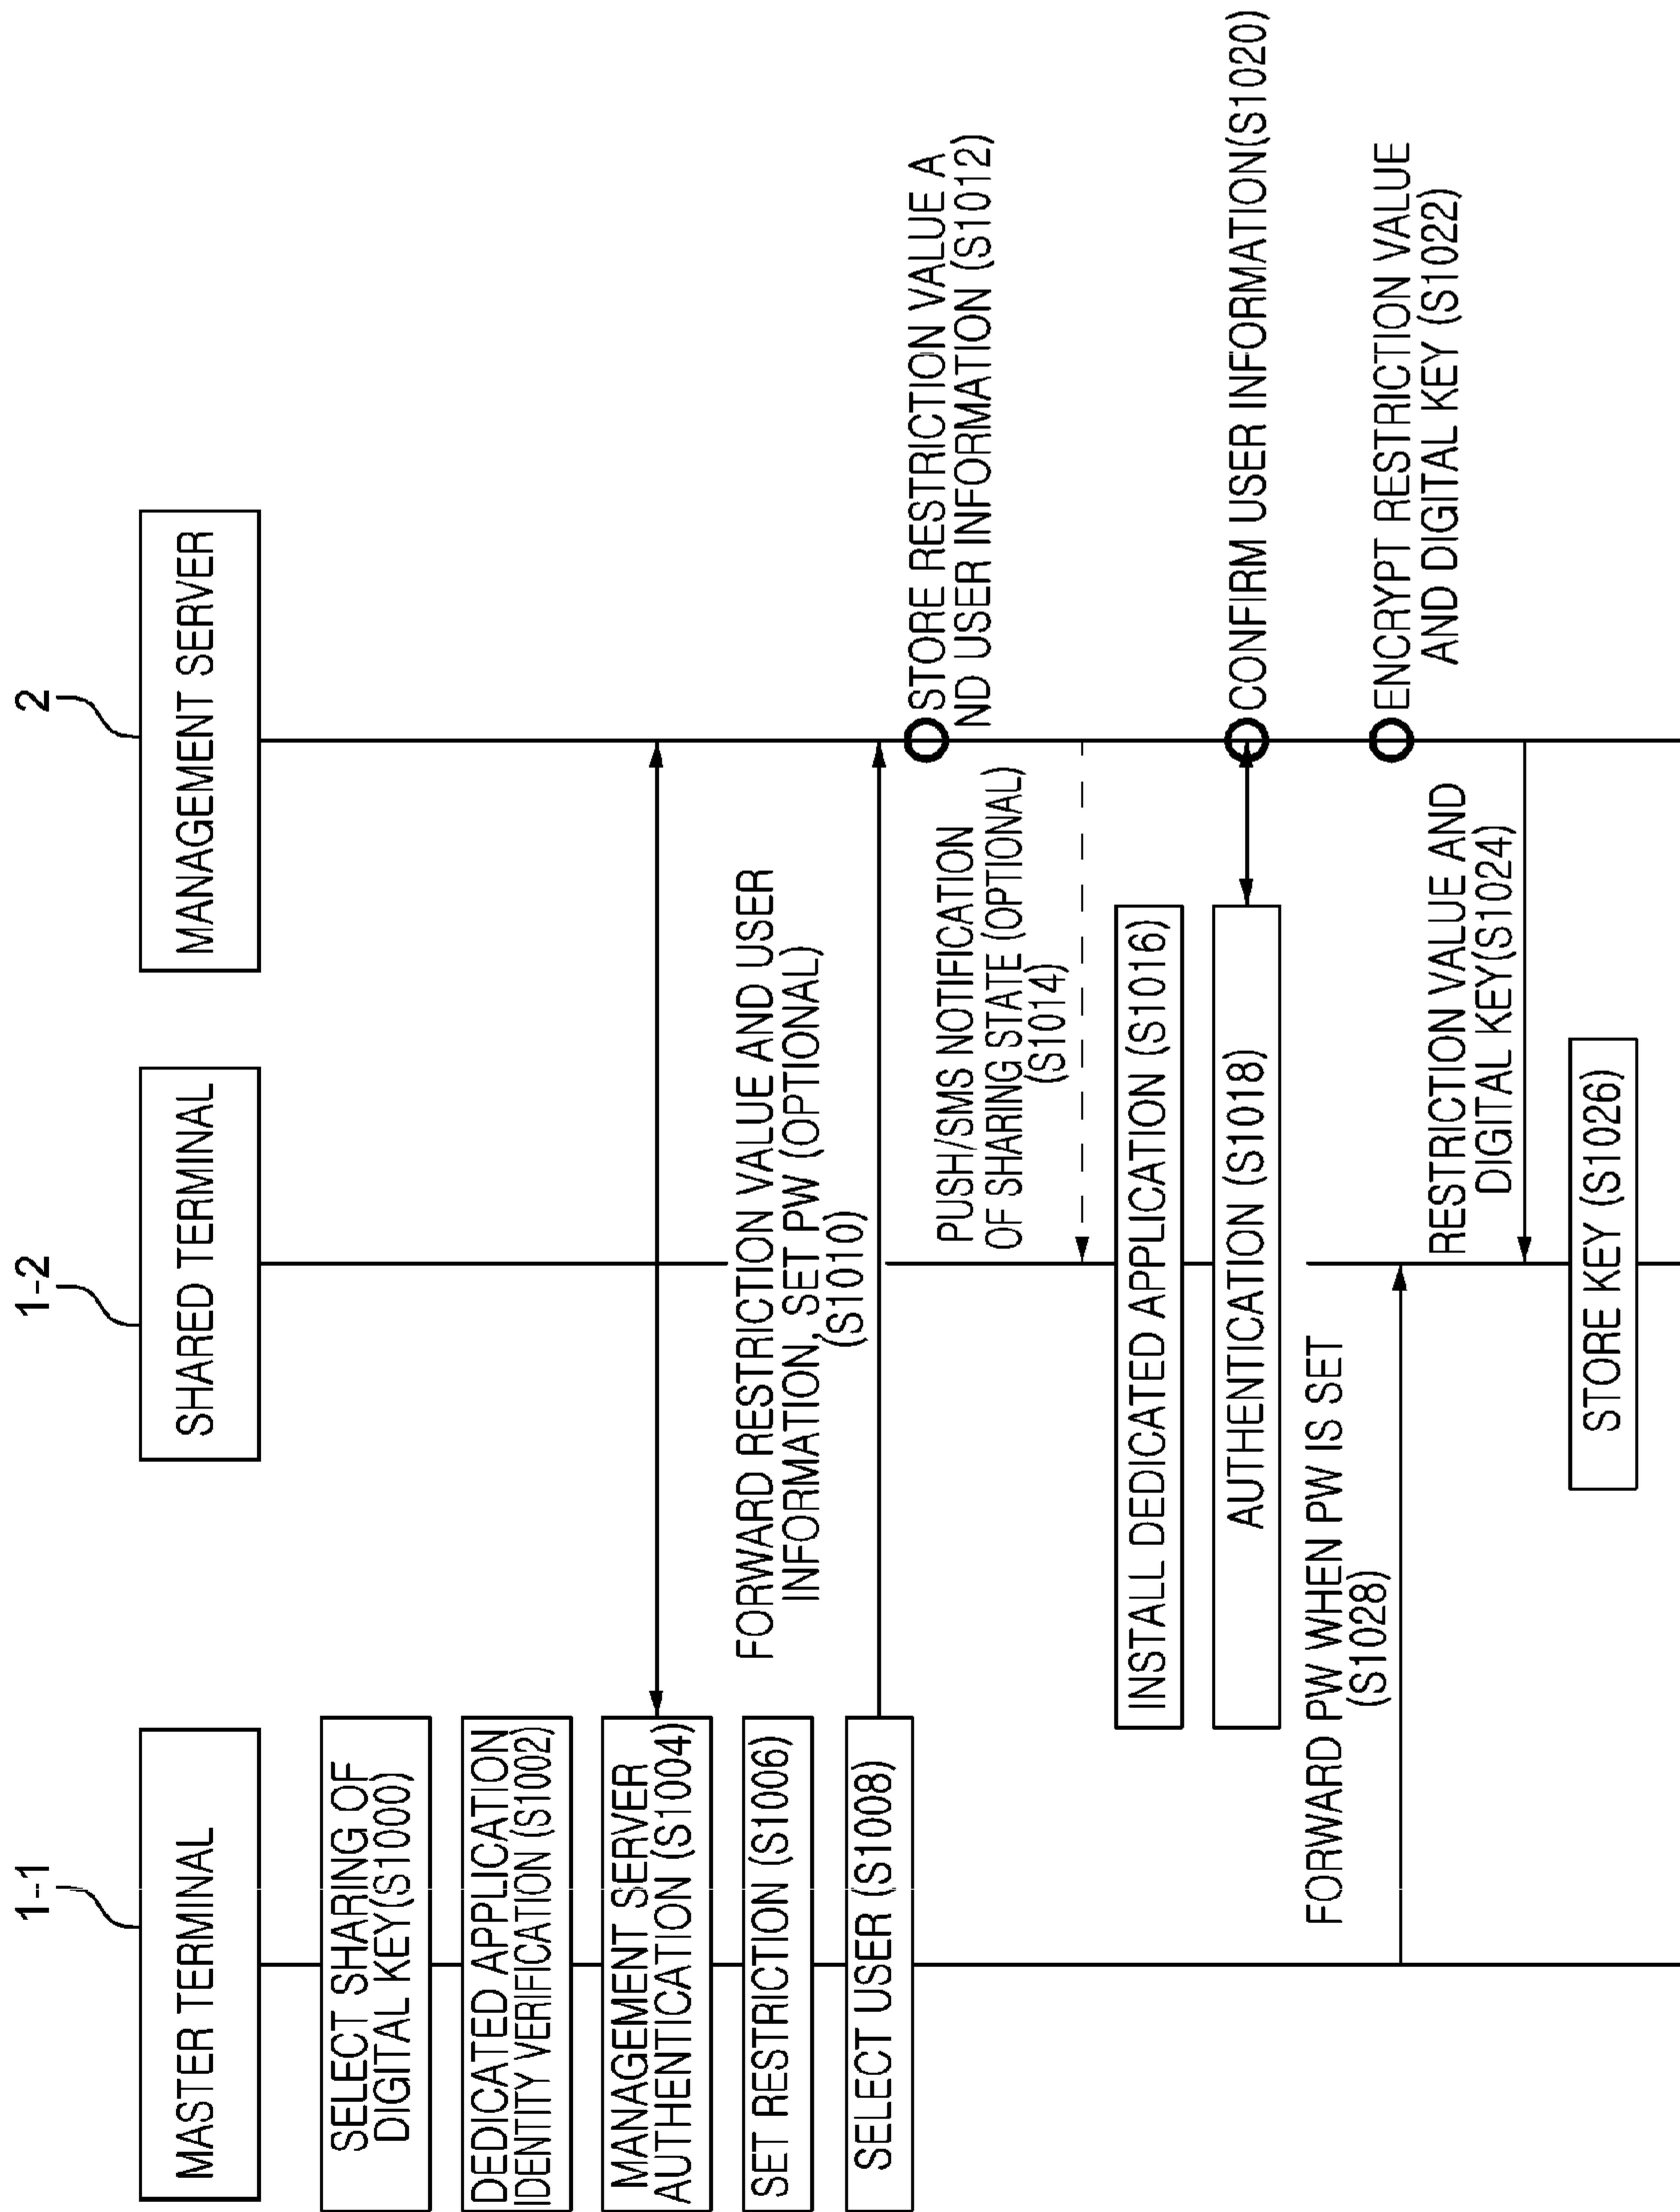 1-1
1-2
2
MASTER TERMINAL
SHARED TERMINAL
MANAGEMENT SERVER
SELECT SHARING OF
DIGITAL KEY(S1000)
DEDICATED APPLICATION
IDENTITY VERIFICATION (S1002)
MANAGEMENT SERVER
AUTHENTICATION (S1004)
SET RESTRICTION (S1006)
FORWARD RESTRICTION VALUE AND USER
INFORMATION, SET PW (OPTIONAL)
(S1010)
SELECT USER (S1008)
STORE RESTRICTION VALUE A
ND USER INFORMATION (S1012)
PUSH/SMS NOTIFICATION
OF SHARING STATE (OPTIONAL)
(S1014)
INSTALL DEDICATED APPLICATION (S1016)
AUTHENTICATION (S1018)
CONFIRM USER INFORMATION(S1020)
FORWARD PW WHEN PW IS SET
(S1028)
ENCRYPT RESTRICTION VALUE
AND DIGITAL KEY (S1022)
RESTRICTION VALUE AND
DIGITAL KEY(S1024)
STORE KEY (S1026)